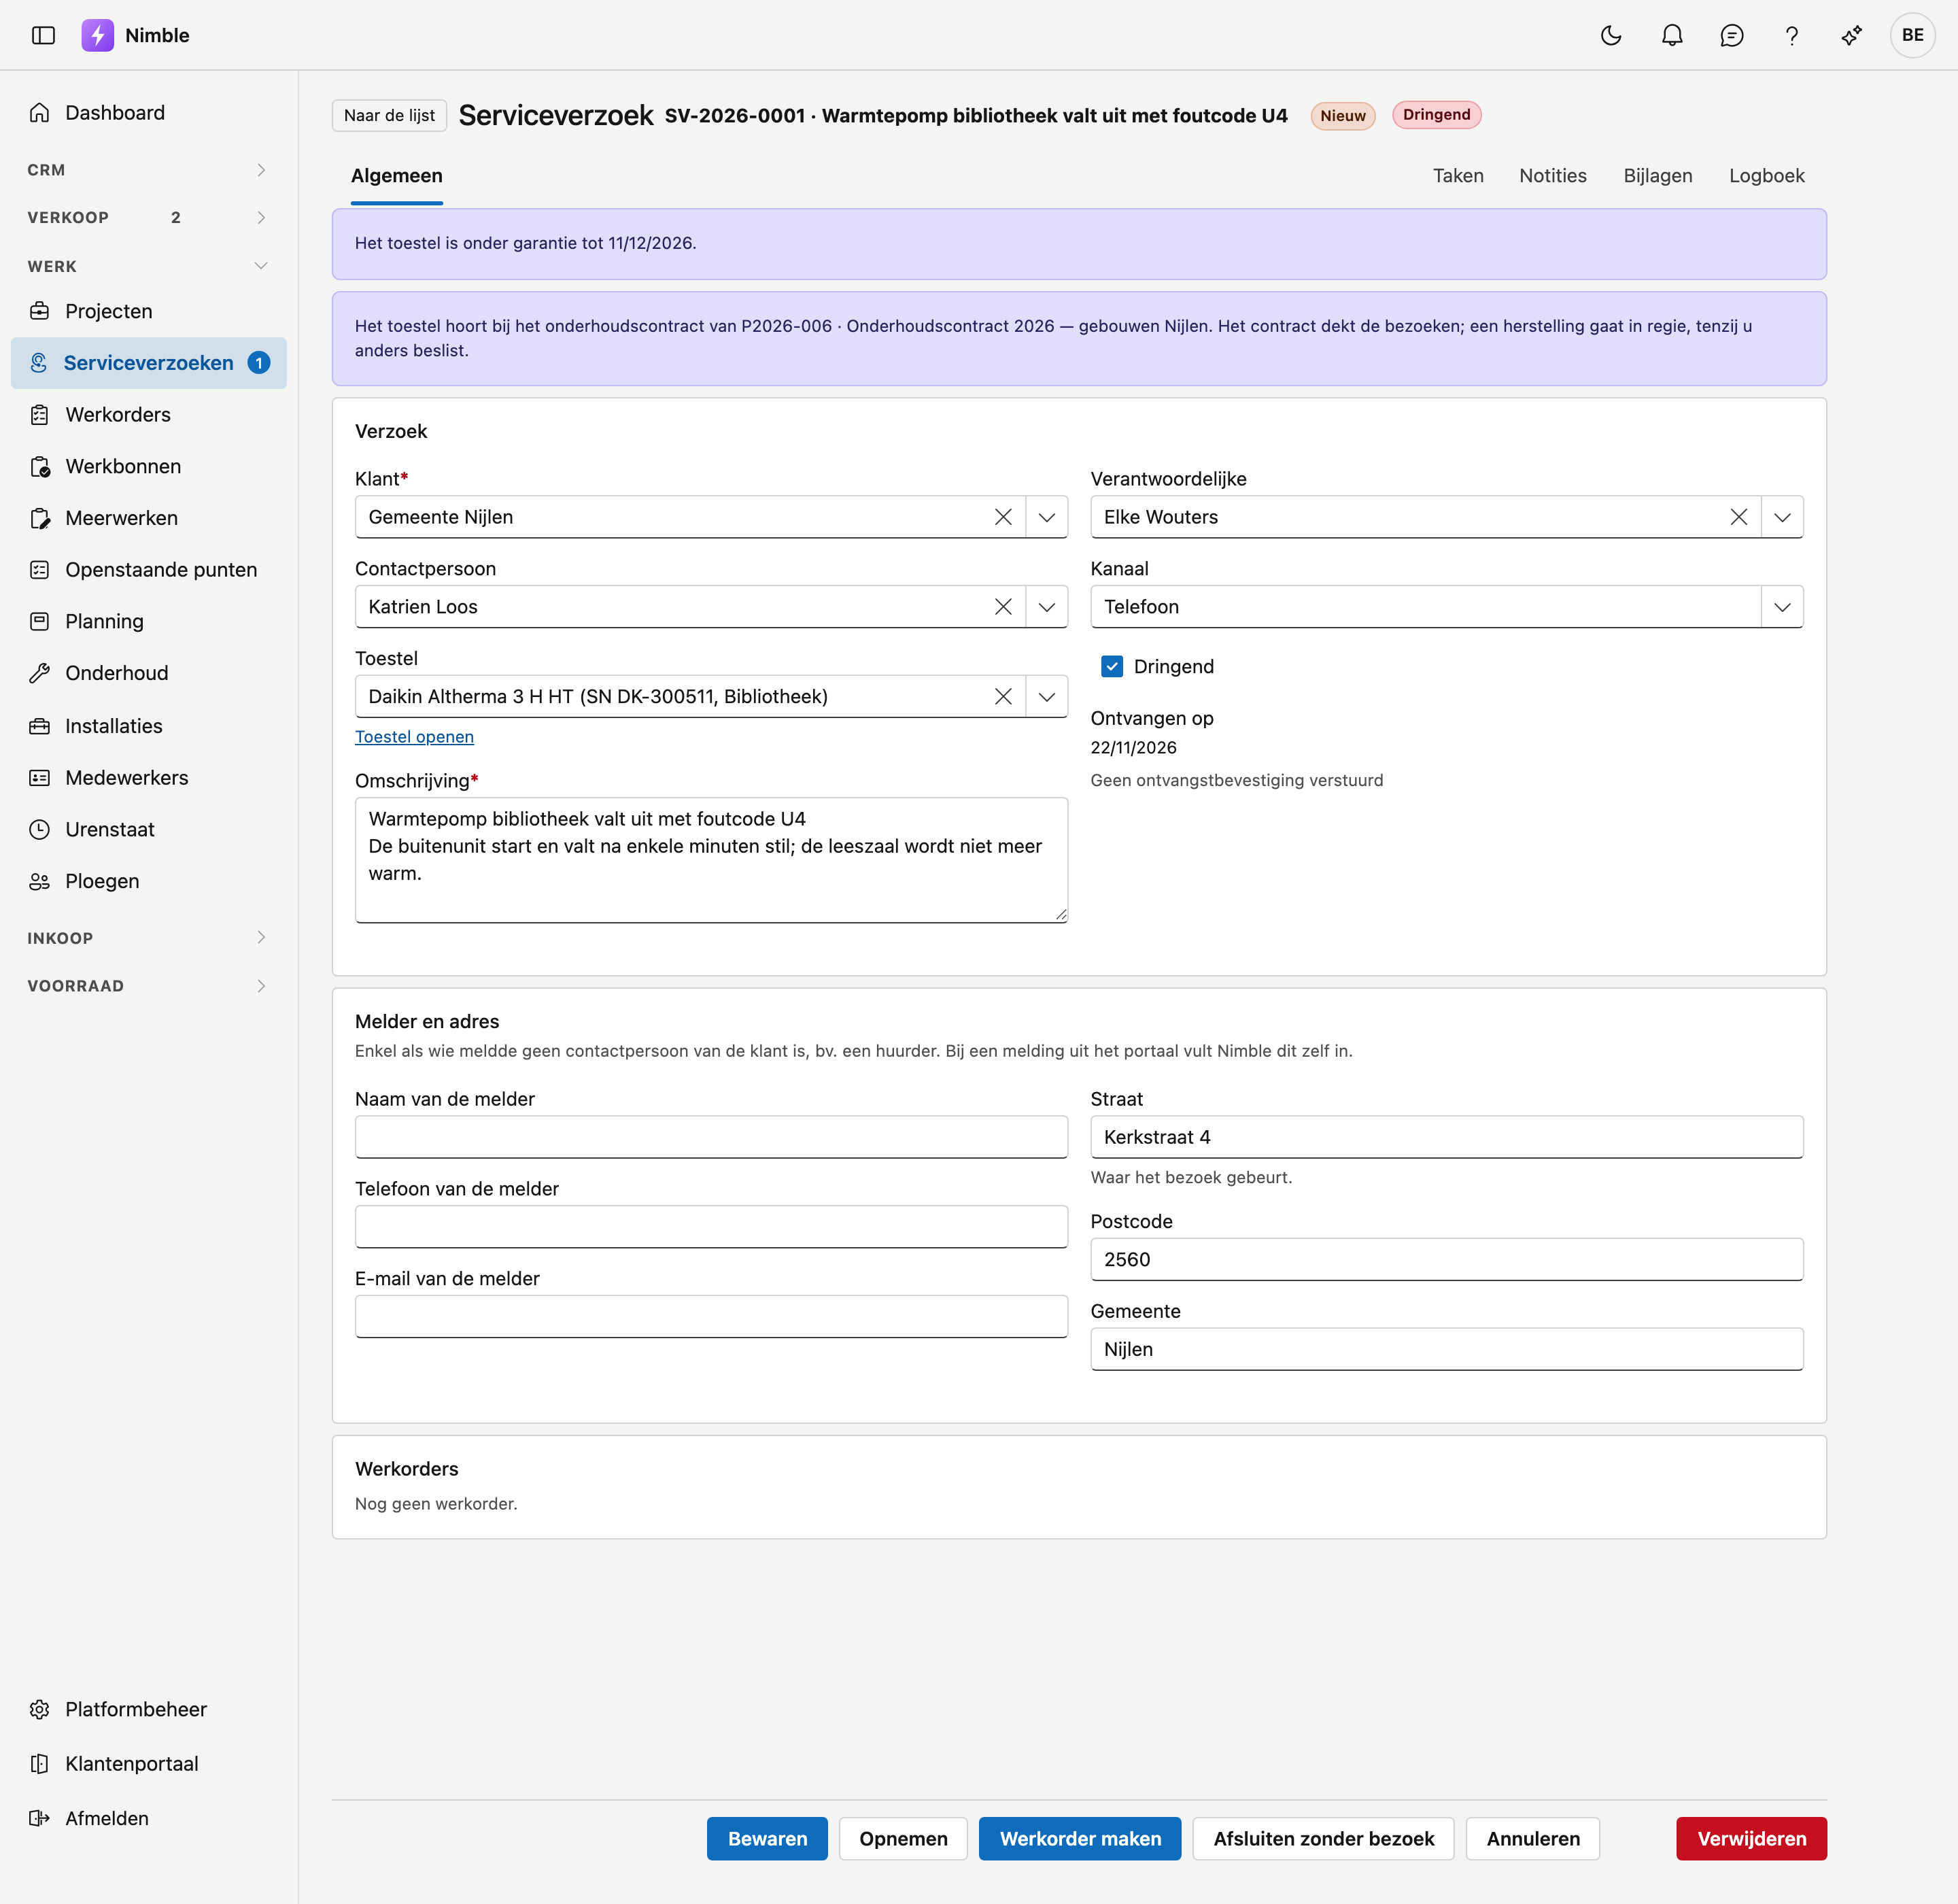 Nimble
BE
Dashboard
CRM
VERKOOP 2
WERK
Projecten
Serviceverzoeken 1
Werkorders
Werkbonnen
Meerwerken
Openstaande punten
Planning
Onderhoud
Installaties
Medewerkers
Urenstaat
Ploegen
INKOOP
VOORRAAD
Platformbeheer
Klantenportaal
Afmelden
Naar de lijst Serviceverzoek SV-2026-0001 · Warmtepomp bibliotheek valt uit met foutcode U4 Nieuw Dringend
Algemeen Taken Notities Bijlagen Logboek
Het toestel is onder garantie tot 11/12/2026.
Het toestel hoort bij het onderhoudscontract van P2026-006 · Onderhoudscontract 2026 — gebouwen Nijlen. Het contract dekt de bezoeken; een herstelling gaat in regie, tenzij u
anders beslist.
Verzoek
Klant*
Gemeente Nijlen
Contactpersoon
Katrien Loos
Toestel
Daikin Altherma 3 H HT (SN DK-300511, Bibliotheek)
Toestel openen
Omschrijving*
Warmtepomp bibliotheek valt uit met foutcode U4
De buitenunit start en valt na enkele minuten stil; de leeszaal wordt niet meer
warm.
Verantwoordelijke
Elke Wouters
Kanaal
Telefoon
Dringend
Ontvangen op
22/11/2026
Geen ontvangstbevestiging verstuurd
Melder en adres
Enkel als wie meldde geen contactpersoon van de klant is, bv. een huurder. Bij een melding uit het portaal vult Nimble dit zelf in.
Naam van de melder
Telefoon van de melder
E-mail van de melder
Straat
Kerkstraat 4
Waar het bezoek gebeurt.
Postcode
2560
Gemeente
Nijlen
Werkorders
Nog geen werkorder.
Bewaren Opnemen Werkorder maken Afsluiten zonder bezoek Annuleren Verwijderen